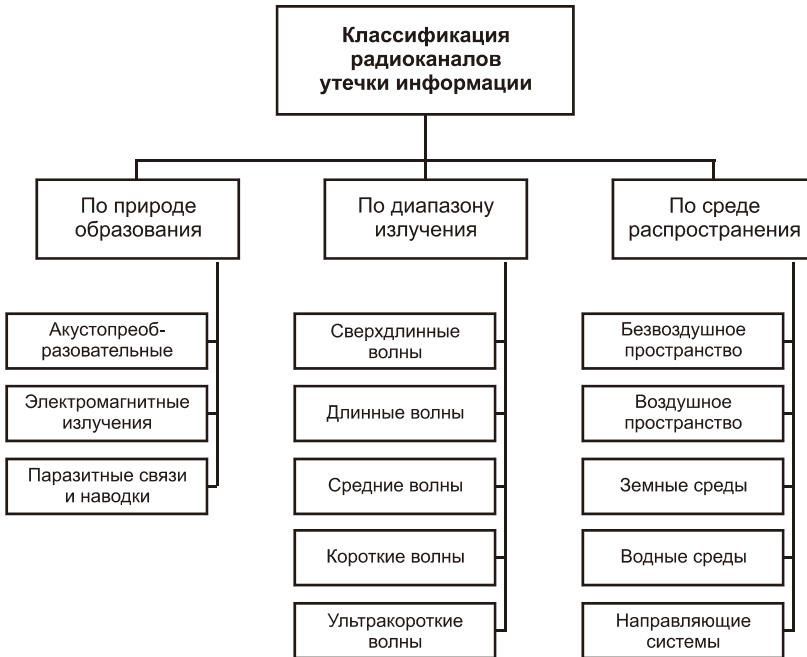 Классификация
радиоканалов
утечки информации
По природе
образования
По диапазону
излучения
По среде
распространения
Акустопреоб-
разовательные
Электромагнитные
излучения
Паразитные связи
и наводки
Сверхдлинные
волны
Длинные волны
Средние волны
Короткие волны
Ультракороткие
волны
Безвоздушное
пространство
Воздушное
пространство
Земные среды
Водные среды
Направляющие
системы